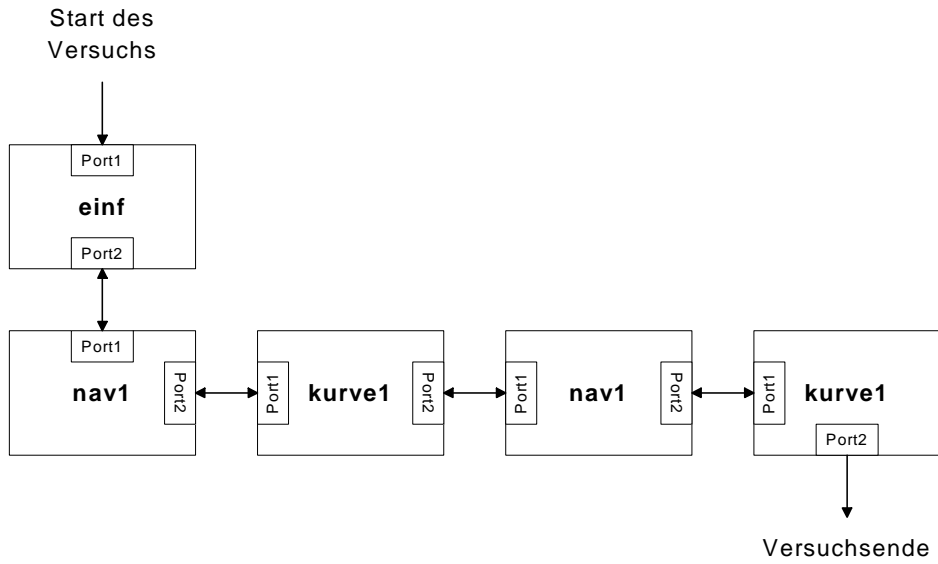 Start des
Versuchs
Port1
einf
Port2
Port1
nav1
Port2
Port1
kurve1
Port2
Port1
nav1
Port2
Port1
kurve1
Port2
Versuchsende